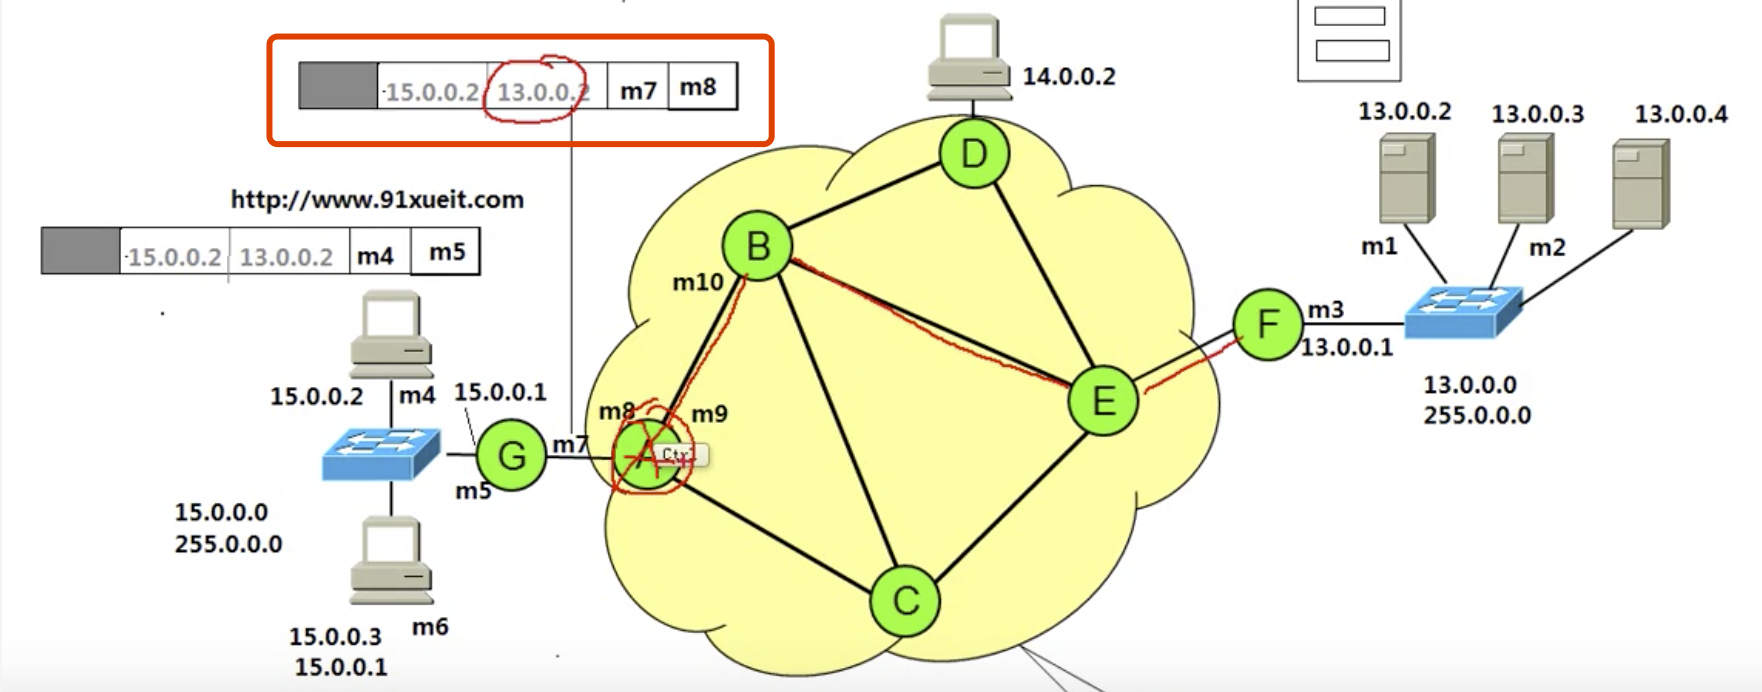 15.0.0.2 13.0.0.2 m7 m8
14.0.0.2
13.0.0.2 13.0.0.3 13.0.0.4
http://www.91xueit.com
15.0.0.2 13.0.0.2 m4 m5
D
B
m10
m1 m2
F m3
13.0.0.1
13.0.0.0
255.0.0.0
E
15.0.0.2 m4 15.0.0.1
m8 m9
G m7 A Ctrl
m5
15.0.0.0
255.0.0.0
C
15.0.0.3 m6
15.0.0.1